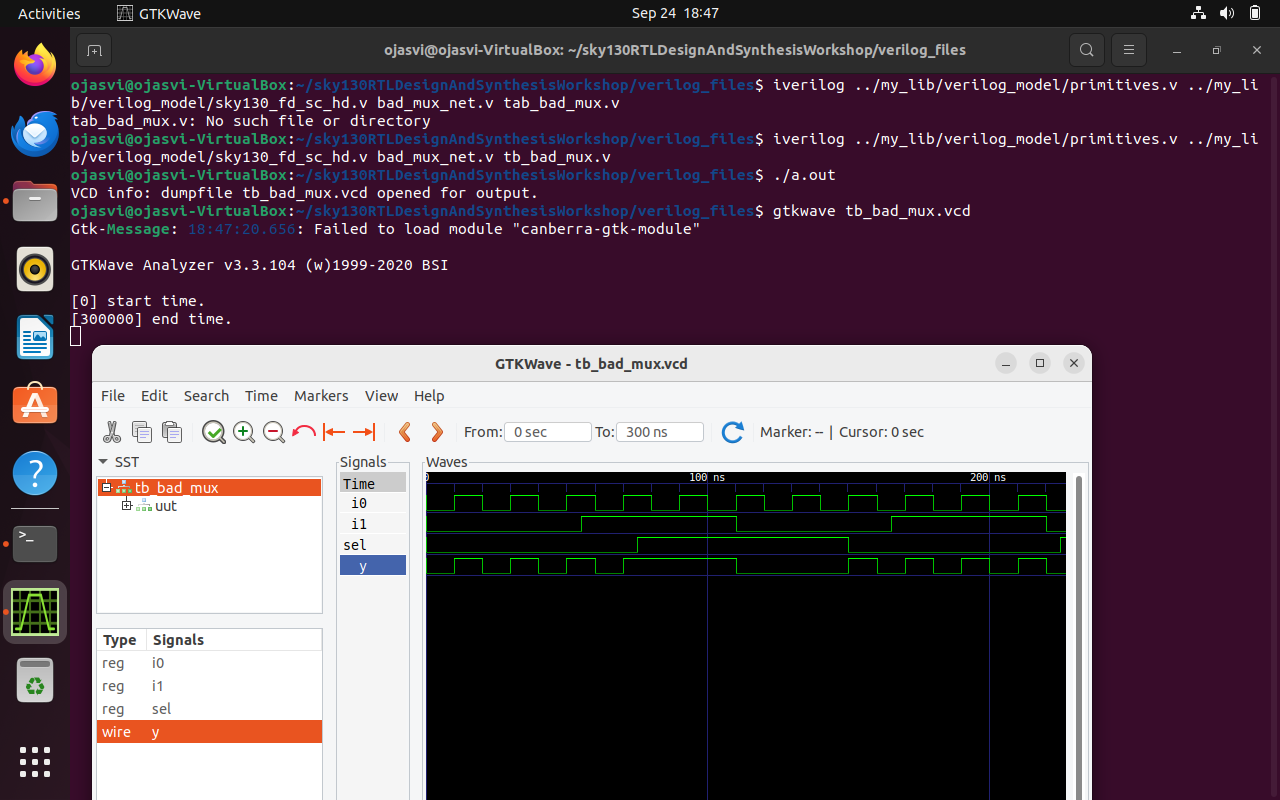 Activities GTKWave Sep 24 18:47
ojasvi@ojasvi-VirtualBox: ~/sky130RTLDesignAndSynthesisWorkshop/verilog_files
ojasvi@ojasvi-VirtualBox:~/sky130RTLDesignAndSynthesisWorkshop/verilog_files$ iverilog ../my_lib/verilog_model/primitives.v ../my_li
b/verilog_model/sky130_fd_sc_hd.v bad_mux_net.v tab_bad_mux.v
tab_bad_mux.v: No such file or directory
ojasvi@ojasvi-VirtualBox:~/sky130RTLDesignAndSynthesisWorkshop/verilog_files$ iverilog ../my_lib/verilog_model/primitives.v ../my_li
b/verilog_model/sky130_fd_sc_hd.v bad_mux_net.v tb_bad_mux.v
ojasvi@ojasvi-VirtualBox:~/sky130RTLDesignAndSynthesisWorkshop/verilog_files$ ./a.out
VCD info: dumpfile tb_bad_mux.vcd opened for output.
ojasvi@ojasvi-VirtualBox:~/sky130RTLDesignAndSynthesisWorkshop/verilog_files$ gtkwave tb_bad_mux.vcd
Gtk-Message: 18:47:20.656: Failed to load module "canberra-gtk-module"
GTKWave Analyzer v3.3.104 (w)1999-2020 BSI
[0] start time.
[300000] end time.
GTKWave - tb_bad_mux.vcd
File Edit Search Time Markers View Help
From: 0 sec To: 300 ns Marker: -- | Cursor: 0 sec
SST
tb_bad_mux
uut
Type Signals
reg i0
reg i1
reg sel
wire y
Signals
Time
i0
i1
sel
y
Waves
0 100 ns 200 ns